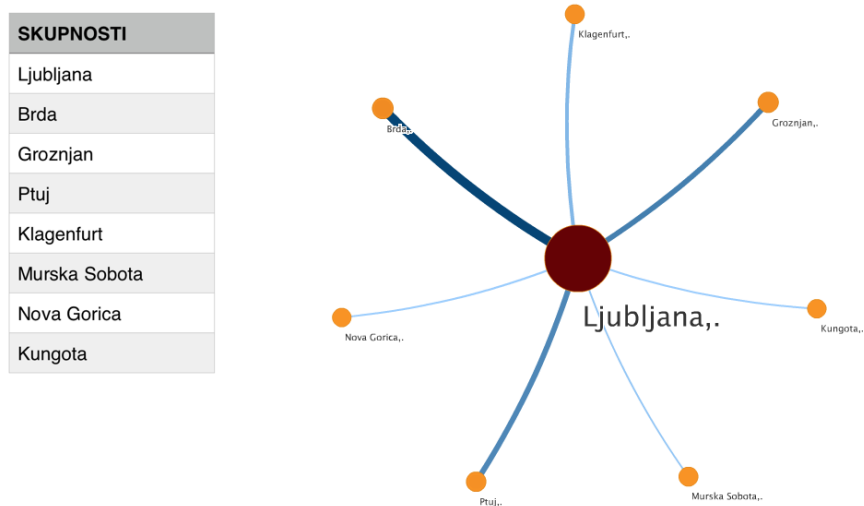 SKUPNOSTI
Ljubljana
Brda
Groznjan
Ptuj
Klagenfurt
Murska Sobota
Nova Gorica
Kungota
Klagenfurt,.
Groznjan,.
Brda,.
Ljubljana,.
Nova Gorica,.
Kungota,.
Ptuj,.
Murska Sobota,.